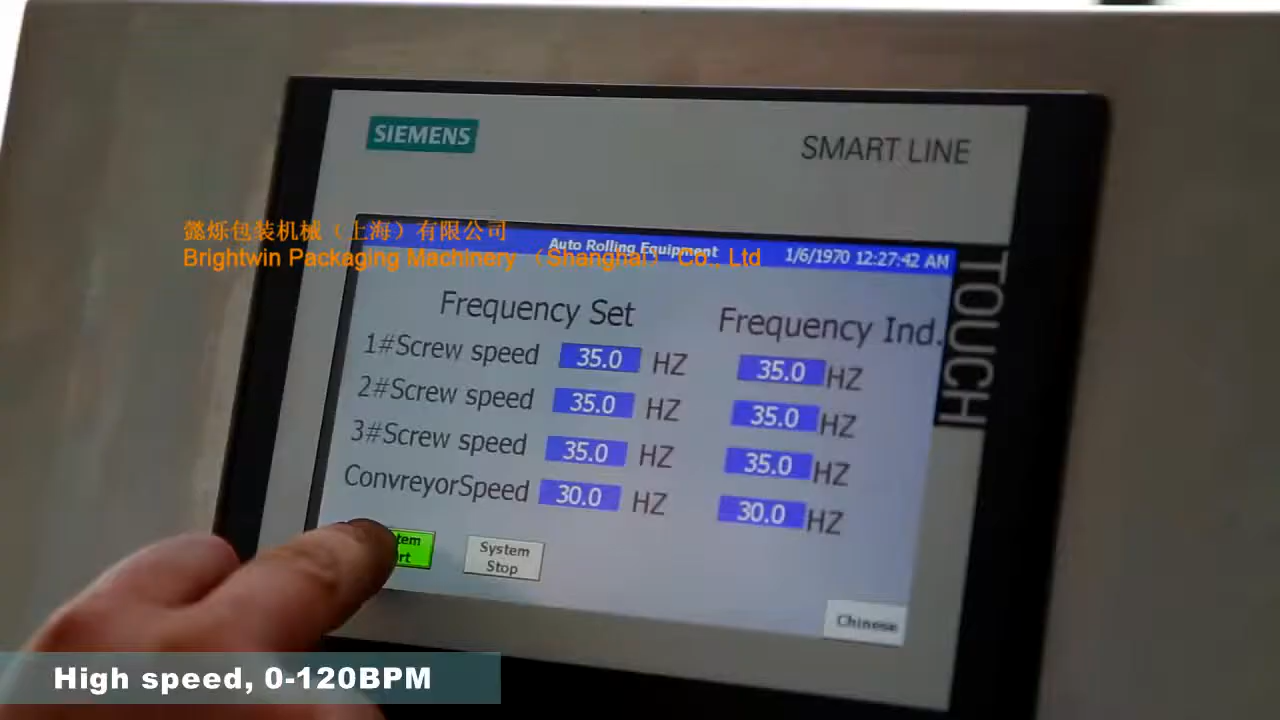 SIEMENS
SMART LINE
TOUCH
懿烁包装机械（上海）有限公司
Brightwin Packaging Machinery （Shanghai） Co., Ltd
Auto Rolling Equipment 1/6/1970 12:27:42 AM
Frequency Set Frequency Ind.
1#Screw speed 35.0 HZ 35.0 HZ
2#Screw speed 35.0 HZ 35.0 HZ
3#Screw speed 35.0 HZ 35.0 HZ
ConvreyorSpeed 30.0 HZ 30.0 HZ
System
Stop
Chinese
High speed, 0-120BPM